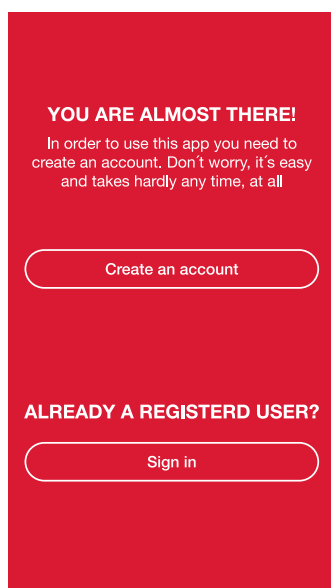 YOU ARE ALMOST THERE!
In order to use this app you need to
create an account. Don´t worry, it´s easy
and takes hardly any time, at all
Create an account
ALREADY A REGISTERD USER?
Sign in